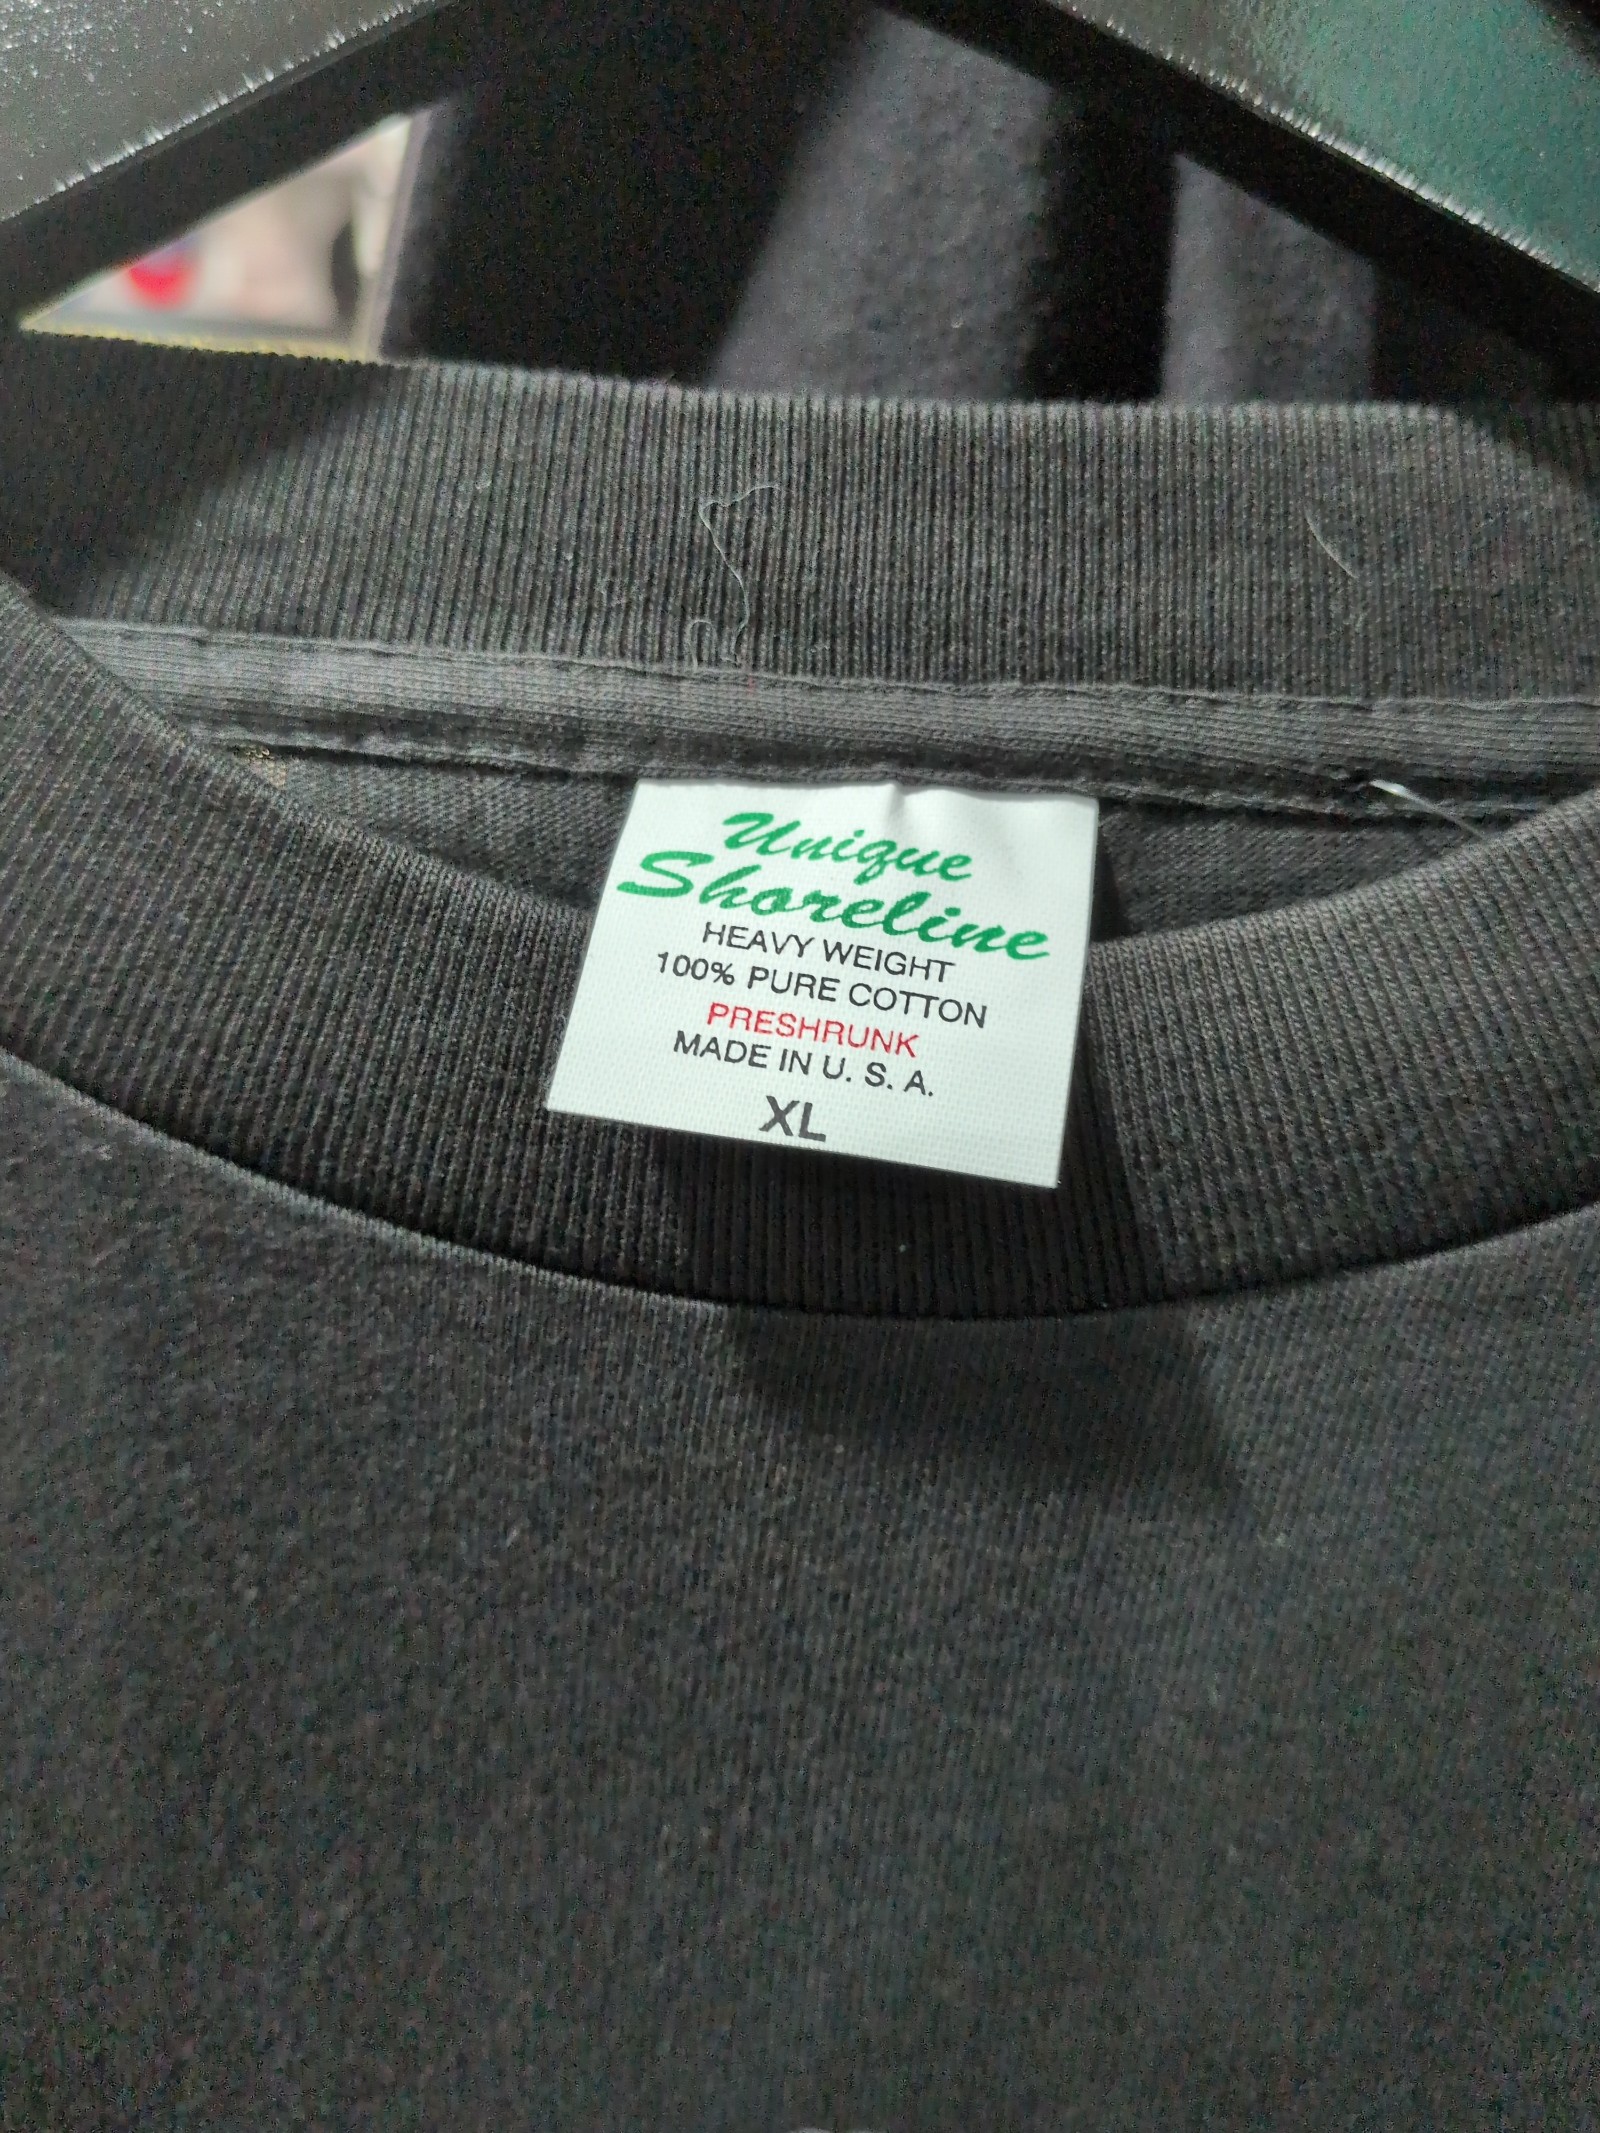 Unique
Shoreline
HEAVY WEIGHT
100% PURE COTTON
PRESHRUNK
MADE IN U. S. A.
XL